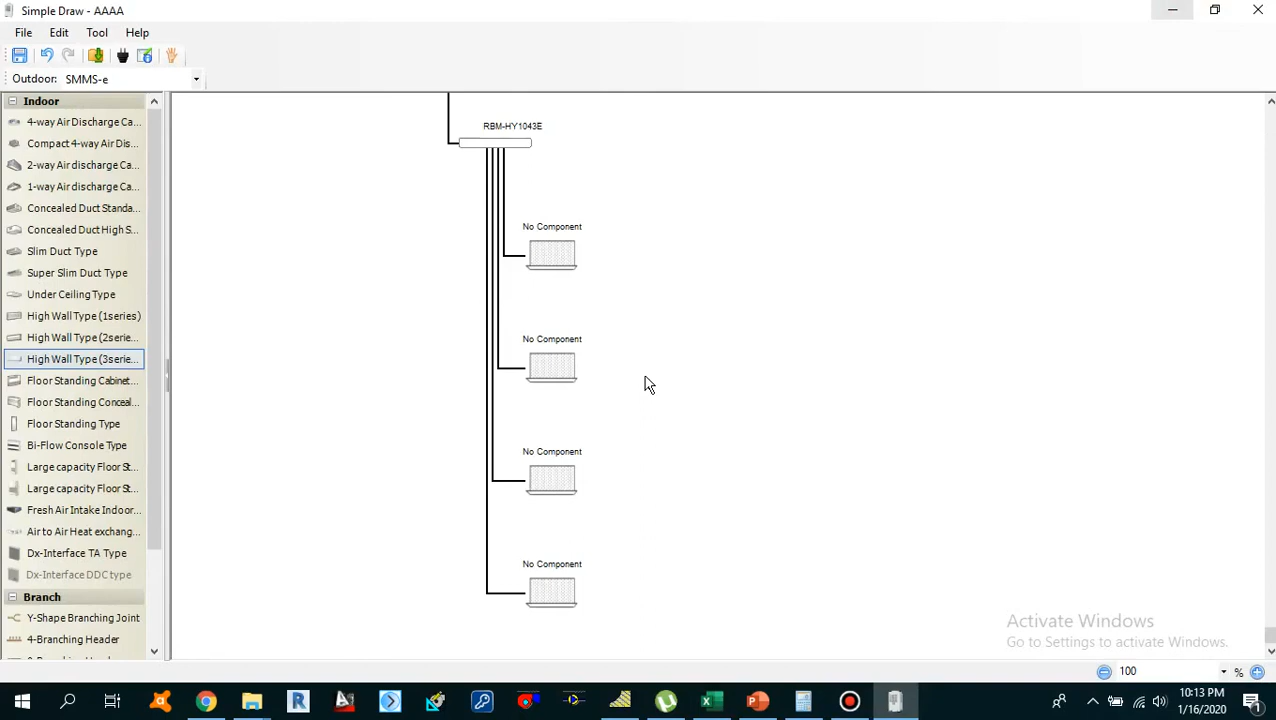 Simple Draw - AAAA
File Edit Tool Help
Outdoor: SMMS-e
Indoor
4-way Air Discharge Ca...
Compact 4-way Air Dis...
2-way Air discharge Ca...
1-way Air discharge Ca...
Concealed Duct Standa...
Concealed Duct High S...
Slim Duct Type
Super Slim Duct Type
Under Ceiling Type
High Wall Type (1series)
High Wall Type (2serie...
High Wall Type (3serie...
Floor Standing Cabinet...
Floor Standing Conceal...
Floor Standing Type
Bi-Flow Console Type
Large capacity Floor St...
Large capacity Floor St...
Fresh Air Intake Indoor...
Air to Air Heat exchang...
Dx-Interface TA Type
Dx-Interface DDC type
Branch
Y-Shape Branching Joint
4-Branching Header
RBM-HY1043E
No Component
No Component
No Component
No Component
Activate Windows
Go to Settings to activate Windows.
100 %
10:13 PM
1/16/2020